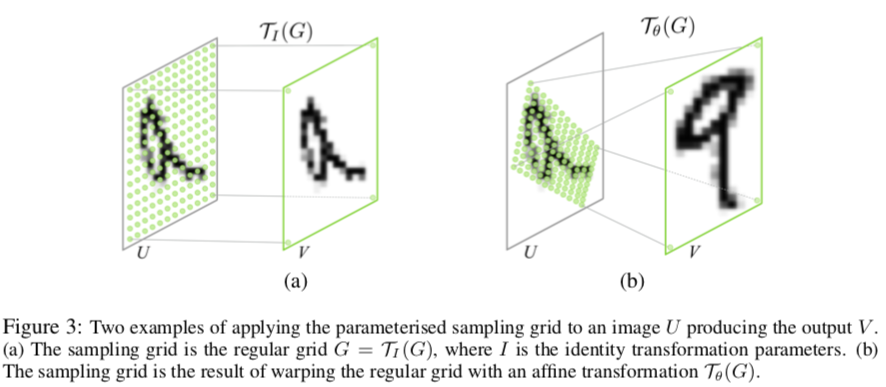 𝒯_I(G)
𝒯_θ(G)
U
V
U
V
(a)
(b)
Figure 3: Two examples of applying the parameterised sampling grid to an image U producing the output V.
(a) The sampling grid is the regular grid G = 𝒯_I(G), where I is the identity transformation parameters. (b)
The sampling grid is the result of warping the regular grid with an affine transformation 𝒯_θ(G).